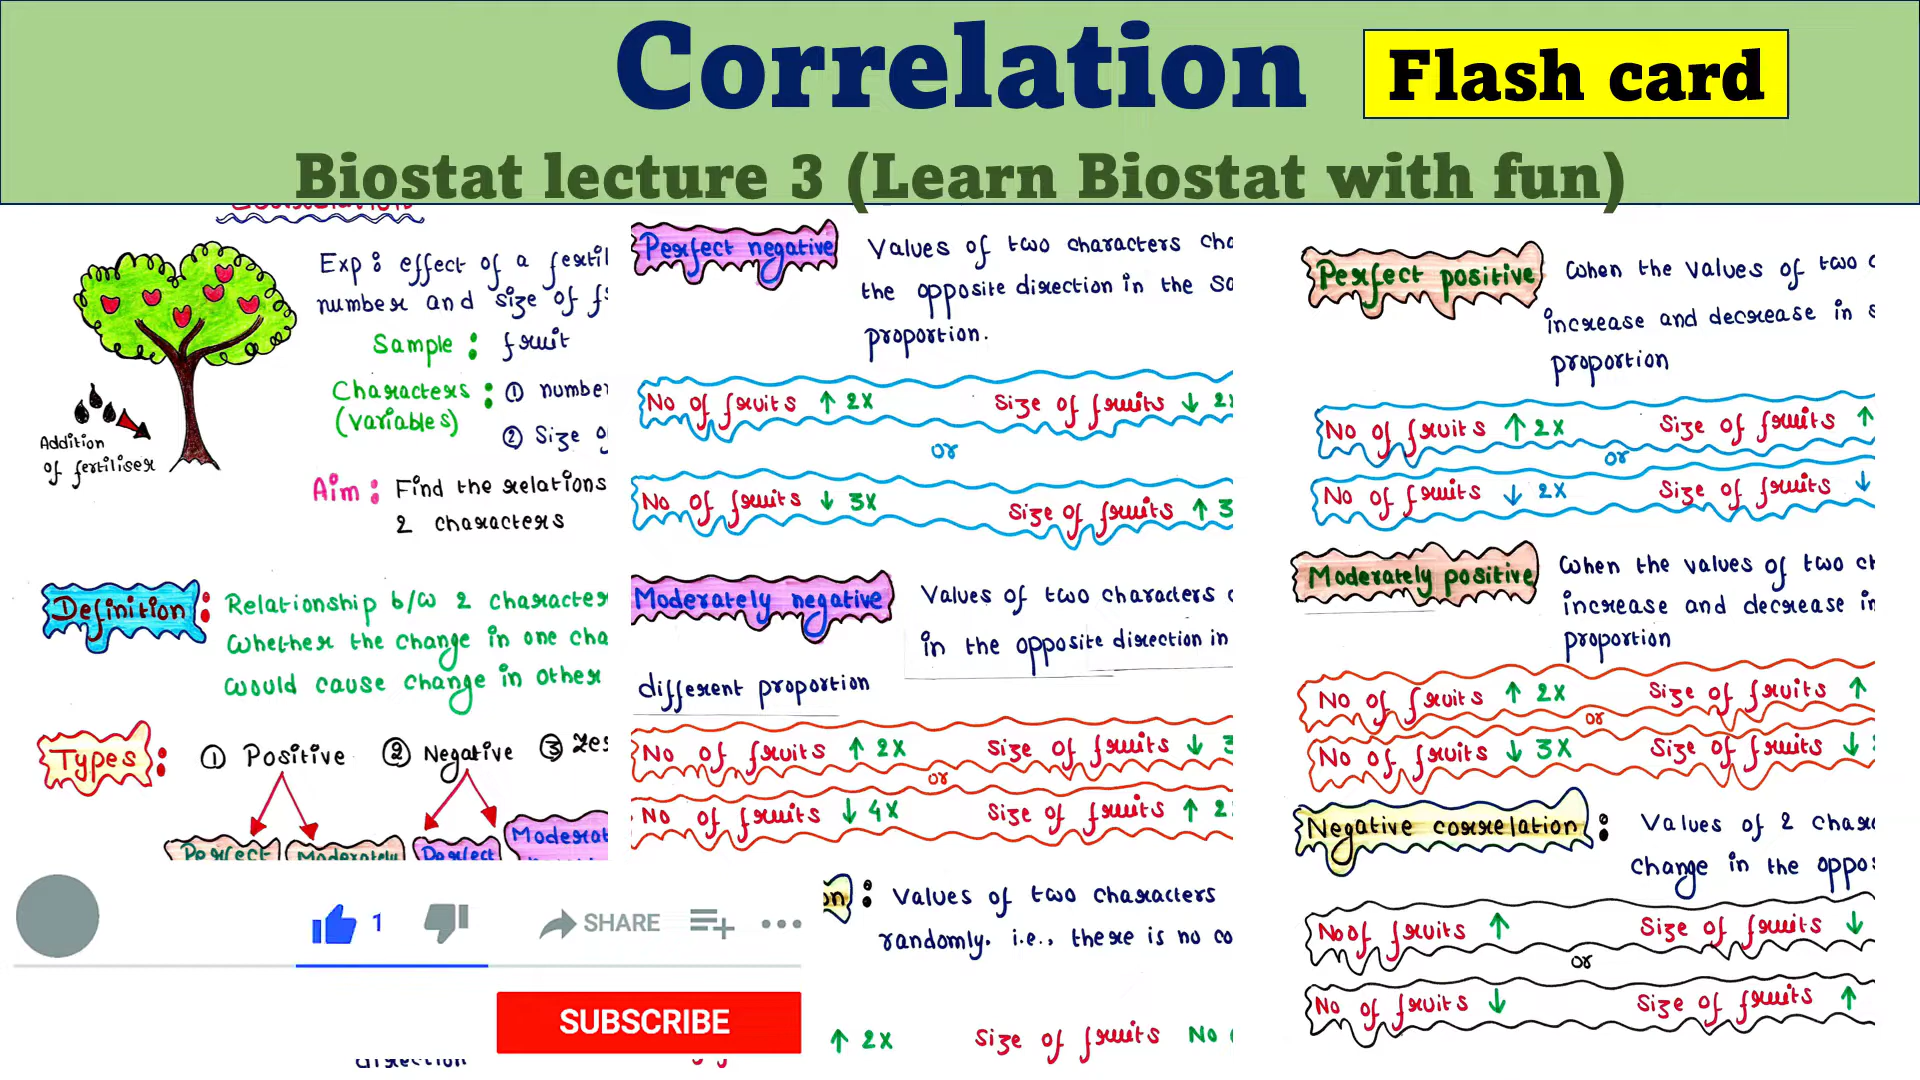 Correlation
Flash card
Biostat lecture 3 (Learn Biostat with fun)
Exp : effect of a
number and size of
Sample : fruit
Characters : ① number
(variables)
② Size
Addition
of fertiliser
Aim : Find the
2 characters
Definition : Relationship b/w 2
Whether the change in one
would cause change in other
Types : ① Positive ② Negative ③
Perfect Moderately Perfect
Perfect negative Values of two characters
the opposite direction in the
proportion.
No of fruits ↑ 2X Size of fruits ↓
or
No of fruits ↓ 3X Size of fruits ↑ 3
Moderately negative Values of two characters
in the opposite direction in
different proportion
No of fruits ↑ 2X Size of fruits ↓
or
No of fruits ↓ 4X Size of fruits ↑ 2
: Values of two characters
randomly. i.e., there is no
↑ 2X Size of fruits No
Perfect positive When the values of two
increase and decrease in
proportion
No of fruits ↑ 2X Size of fruits ↑
or
No of fruits ↓ 2X Size of fruits ↓
Moderately positive When the values of two
increase and decrease in
proportion
No of fruits ↑ 2X Size of fruits ↑
or
No of fruits ↓ 3X Size of fruits ↓
Negative correlation : Values of 2
change in the
No of fruits ↑ Size of fruits ↓
or
No of fruits ↓ Size of fruits ↑
1 SHARE
SUBSCRIBE